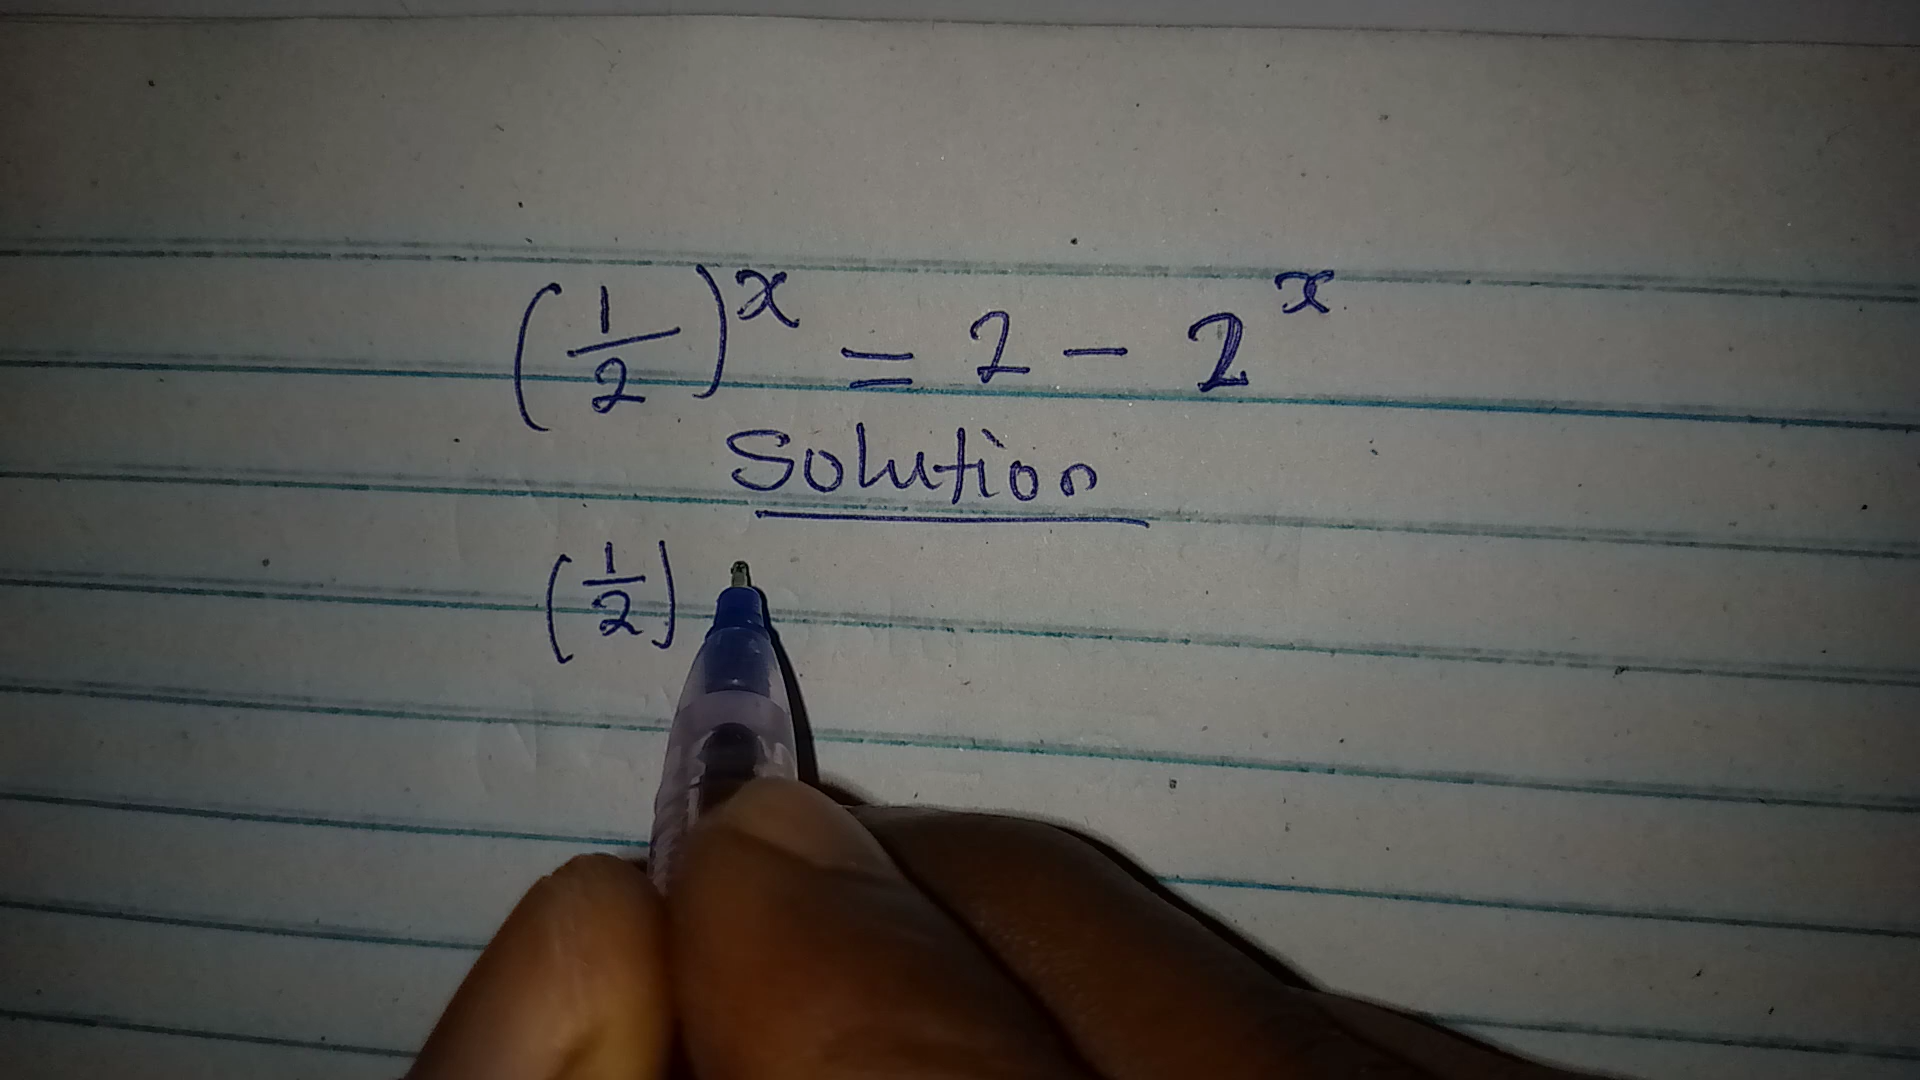 (1/2)^x = 2 - 2^x
Solution
(1/2)